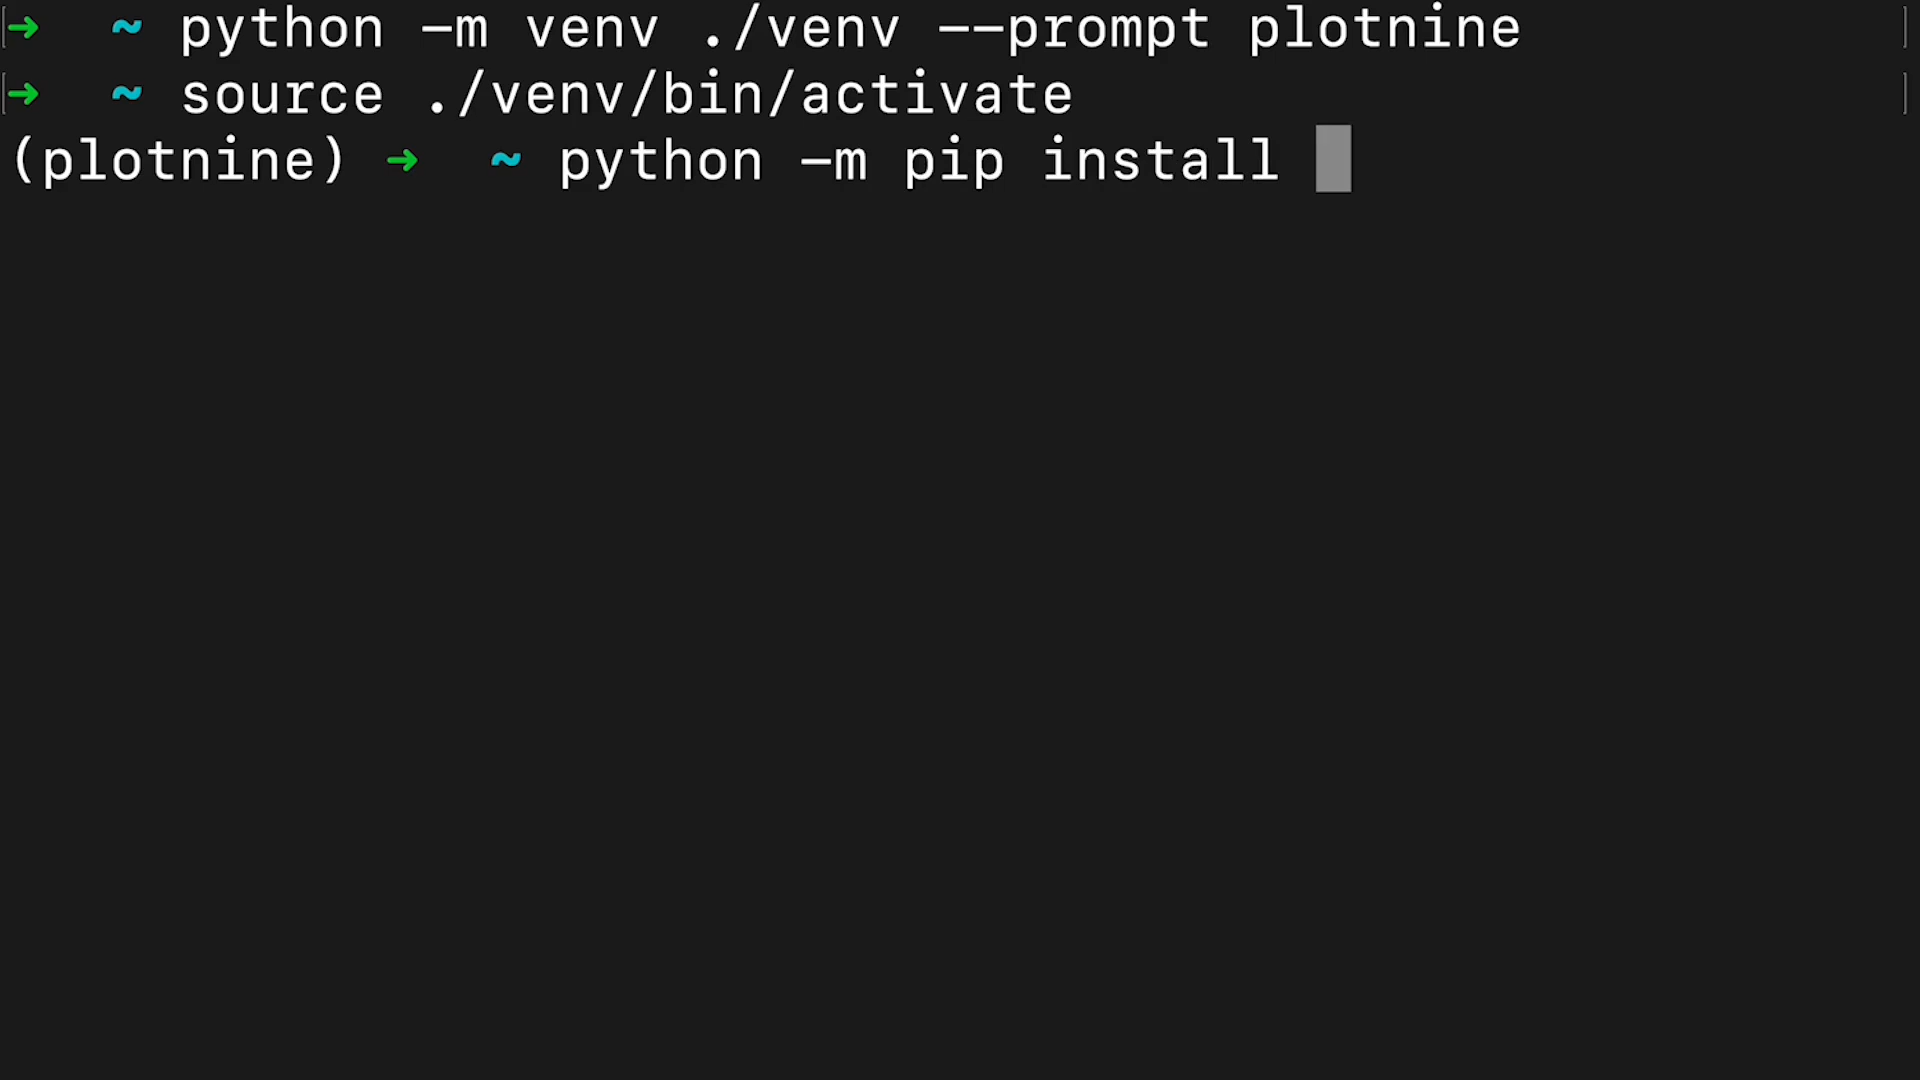 ➜ ~ python -m venv ./venv --prompt plotnine
➜ ~ source ./venv/bin/activate
(plotnine) ➜ ~ python -m pip install